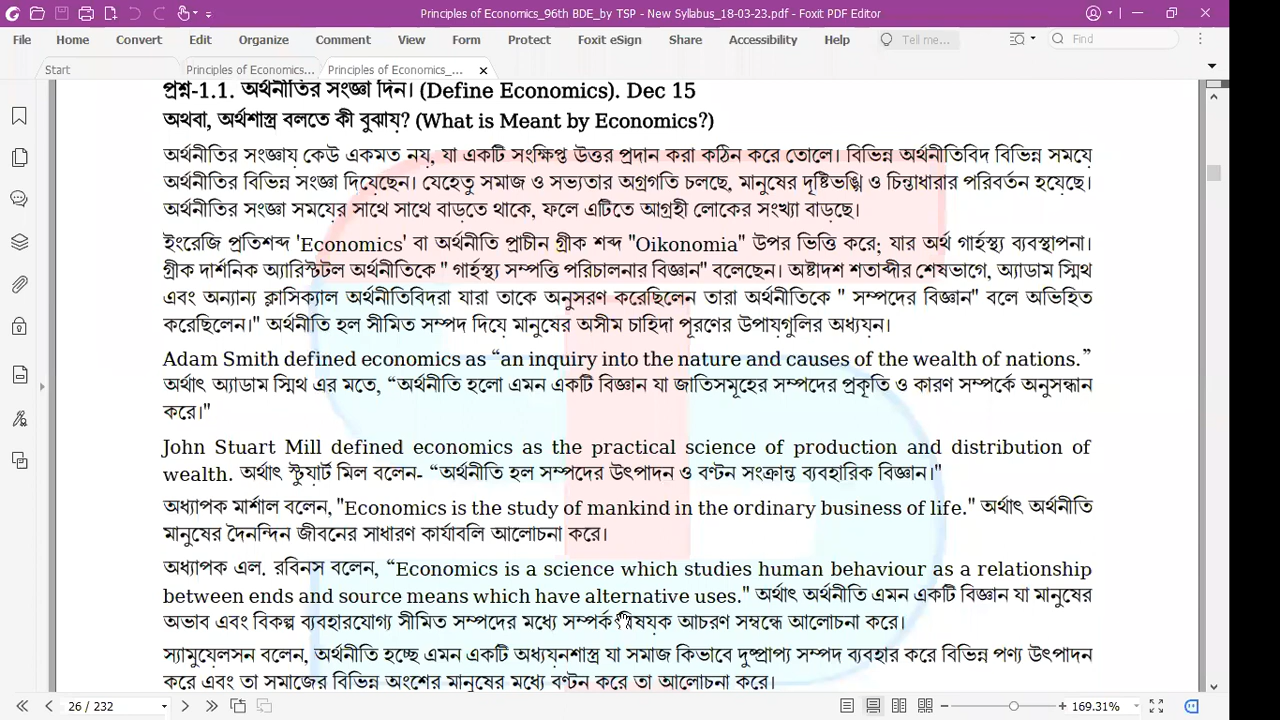 Principles of Economics_96th BDE_by TSP - New Syllabus_18-03-23.pdf - Foxit PDF Editor
File Home Convert Edit Organize Comment View Form Protect Foxit eSign Share Accessibility Help Tell me... Find
Start Principles of Economics... Principles of Economics_...
প্রশ্ন-1.1. অর্থনীতির সংজ্ঞা দিন। (Define Economics). Dec 15
অথবা, অর্থশাস্ত্র বলতে কী বুঝায়? (What is Meant by Economics?)
অর্থনীতির সংজ্ঞায় কেউ একমত নয়, যা একটি সংক্ষিপ্ত উত্তর প্রদান করা কঠিন করে তোলে। বিভিন্ন অর্থনীতিবিদ বিভিন্ন সময়ে
অর্থনীতির বিভিন্ন সংজ্ঞা দিয়েছেন। যেহেতু সমাজ ও সভ্যতার অগ্রগতি চলছে, মানুষের দৃষ্টিভঙ্গি ও চিন্তাধারার পরিবর্তন হয়েছে।
অর্থনীতির সংজ্ঞা সময়ের সাথে সাথে বাড়তে থাকে, ফলে এটিতে আগ্রহী লোকের সংখ্যা বাড়ছে।
ইংরেজি প্রতিশব্দ 'Economics' বা অর্থনীতি প্রাচীন গ্রীক শব্দ "Oikonomia" উপর ভিত্তি করে; যার অর্থ গার্হস্থ্য ব্যবস্থাপনা।
গ্রীক দার্শনিক অ্যারিস্টটল অর্থনীতিকে " গার্হস্থ্য সম্পত্তি পরিচালনার বিজ্ঞান" বলেছেন। অষ্টাদশ শতাব্দীর শেষভাগে, অ্যাডাম স্মিথ
এবং অন্যান্য ক্লাসিক্যাল অর্থনীতিবিদরা যারা তাকে অনুসরণ করেছিলেন তারা অর্থনীতিকে " সম্পদের বিজ্ঞান" বলে অভিহিত
করেছিলেন।" অর্থনীতি হল সীমিত সম্পদ দিয়ে মানুষের অসীম চাহিদা পূরণের উপায়গুলির অধ্যয়ন।
Adam Smith defined economics as “an inquiry into the nature and causes of the wealth of nations.”
অর্থাৎ অ্যাডাম স্মিথ এর মতে, “অর্থনীতি হলো এমন একটি বিজ্ঞান যা জাতিসমূহের সম্পদের প্রকৃতি ও কারণ সম্পর্কে অনুসন্ধান
করে।"
John Stuart Mill defined economics as the practical science of production and distribution of
wealth. অর্থাৎ স্টুয়ার্ট মিল বলেন- “অর্থনীতি হল সম্পদের উৎপাদন ও বণ্টন সংক্রান্ত ব্যবহারিক বিজ্ঞান।"
অধ্যাপক মার্শাল বলেন, "Economics is the study of mankind in the ordinary business of life." অর্থাৎ অর্থনীতি
মানুষের দৈনন্দিন জীবনের সাধারণ কার্যাবলি আলোচনা করে।
অধ্যাপক এল. রবিনস বলেন, “Economics is a science which studies human behaviour as a relationship
between ends and source means which have alternative uses." অর্থাৎ অর্থনীতি এমন একটি বিজ্ঞান যা মানুষের
অভাব এবং বিকল্প ব্যবহারযোগ্য সীমিত সম্পদের মধ্যে আচরণ সম্বন্ধে আলোচনা করে।
স্যামুয়েলসন বলেন, অর্থনীতি হচ্ছে এমন একটি অধ্যয়নশাস্ত্র যা সমাজ কিভাবে দুষ্প্রাপ্য সম্পদ ব্যবহার করে বিভিন্ন পণ্য উৎপাদন
করে এবং তা সমাজের বিভিন্ন অংশের মানুষের মধ্যে বণ্টন করে তা আলোচনা করে।
26 / 232 169.31%